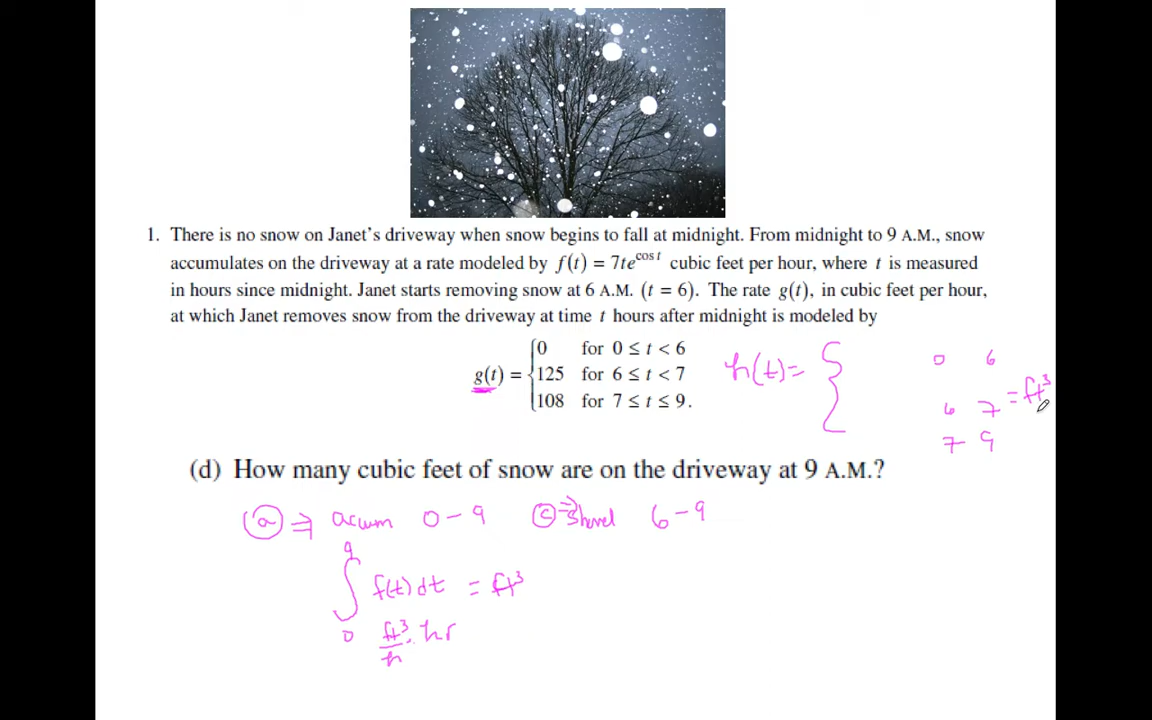 1. There is no snow on Janet's driveway when snow begins to fall at midnight. From midnight to 9 A.M., snow
accumulates on the driveway at a rate modeled by f(t) = 7te^cos t cubic feet per hour, where t is measured
in hours since midnight. Janet starts removing snow at 6 A.M. (t = 6). The rate g(t), in cubic feet per hour,
at which Janet removes snow from the driveway at time t hours after midnight is modeled by
g(t) = {0 for 0 ≤ t < 6
125 for 6 ≤ t < 7
108 for 7 ≤ t ≤ 9.
h(t) = {
0 6
6 7 = ft³
7 9
(d) How many cubic feet of snow are on the driveway at 9 A.M.?
(a) ⇒ acum 0-9 (c) ⇒ Shovel 6-9
∫₀⁹ f(t) dt = ft³
ft³/h · hr